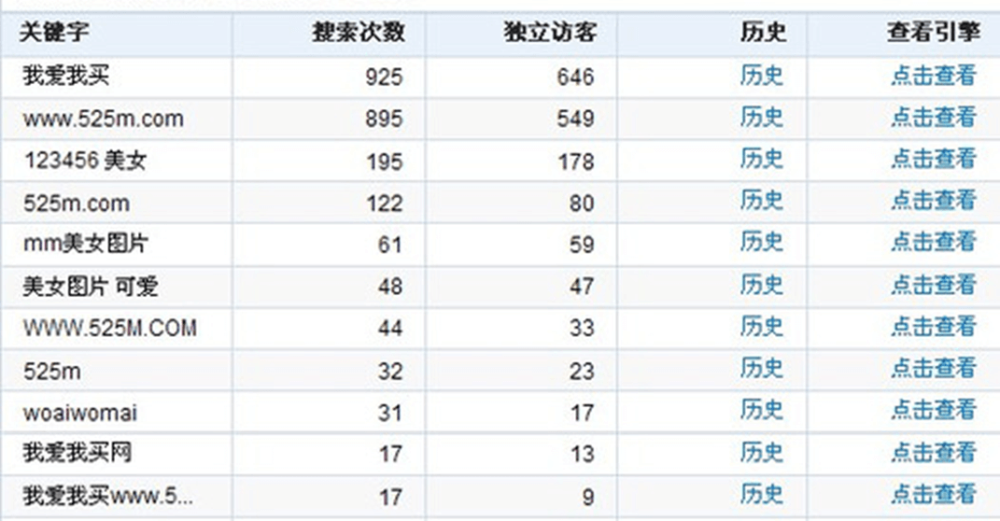 关键字 搜索次数 独立访客 历史 查看引擎
我爱我买 925 646 历史 点击查看
www.525m.com 895 549 历史 点击查看
123456 美女 195 178 历史 点击查看
525m.com 122 80 历史 点击查看
mm美女图片 61 59 历史 点击查看
美女图片 可爱 48 47 历史 点击查看
WWW.525M.COM 44 33 历史 点击查看
525m 32 23 历史 点击查看
woaiwomai 31 17 历史 点击查看
我爱我买网 17 13 历史 点击查看
我爱我买www.5... 17 9 历史 点击查看